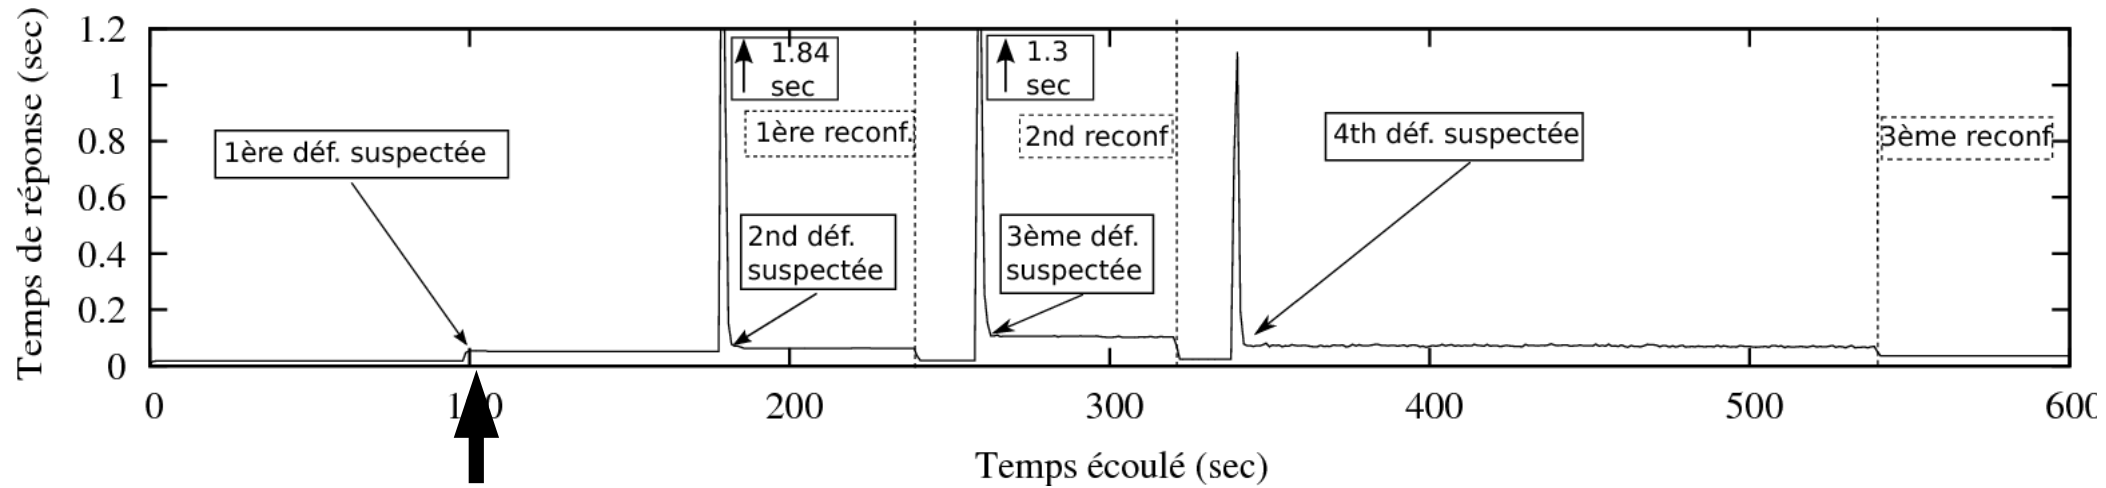 Temps de réponse (sec)
1.2
1
0.8
0.6
0.4
0.2
0
1.84
sec
1.3
sec
1ère reconf.
2nd reconf
4th déf. suspectée
3ème reconf
1ère déf. suspectée
2nd déf.
suspectée
3ème déf.
suspectée
0 200 300 400 500
Temps écoulé (sec)